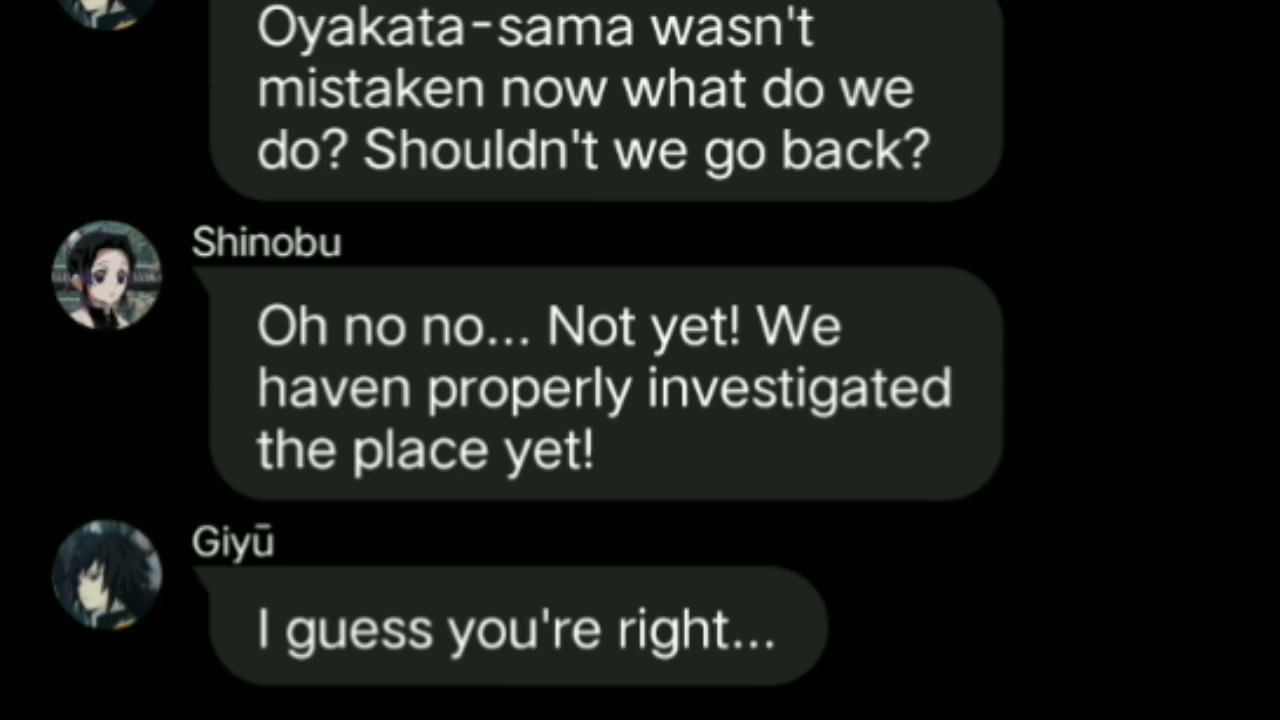 Oyakata-sama wasn't
mistaken now what do we
do? Shouldn't we go back?
Shinobu
Oh no no... Not yet! We
haven properly investigated
the place yet!
Giyū
I guess you're right...